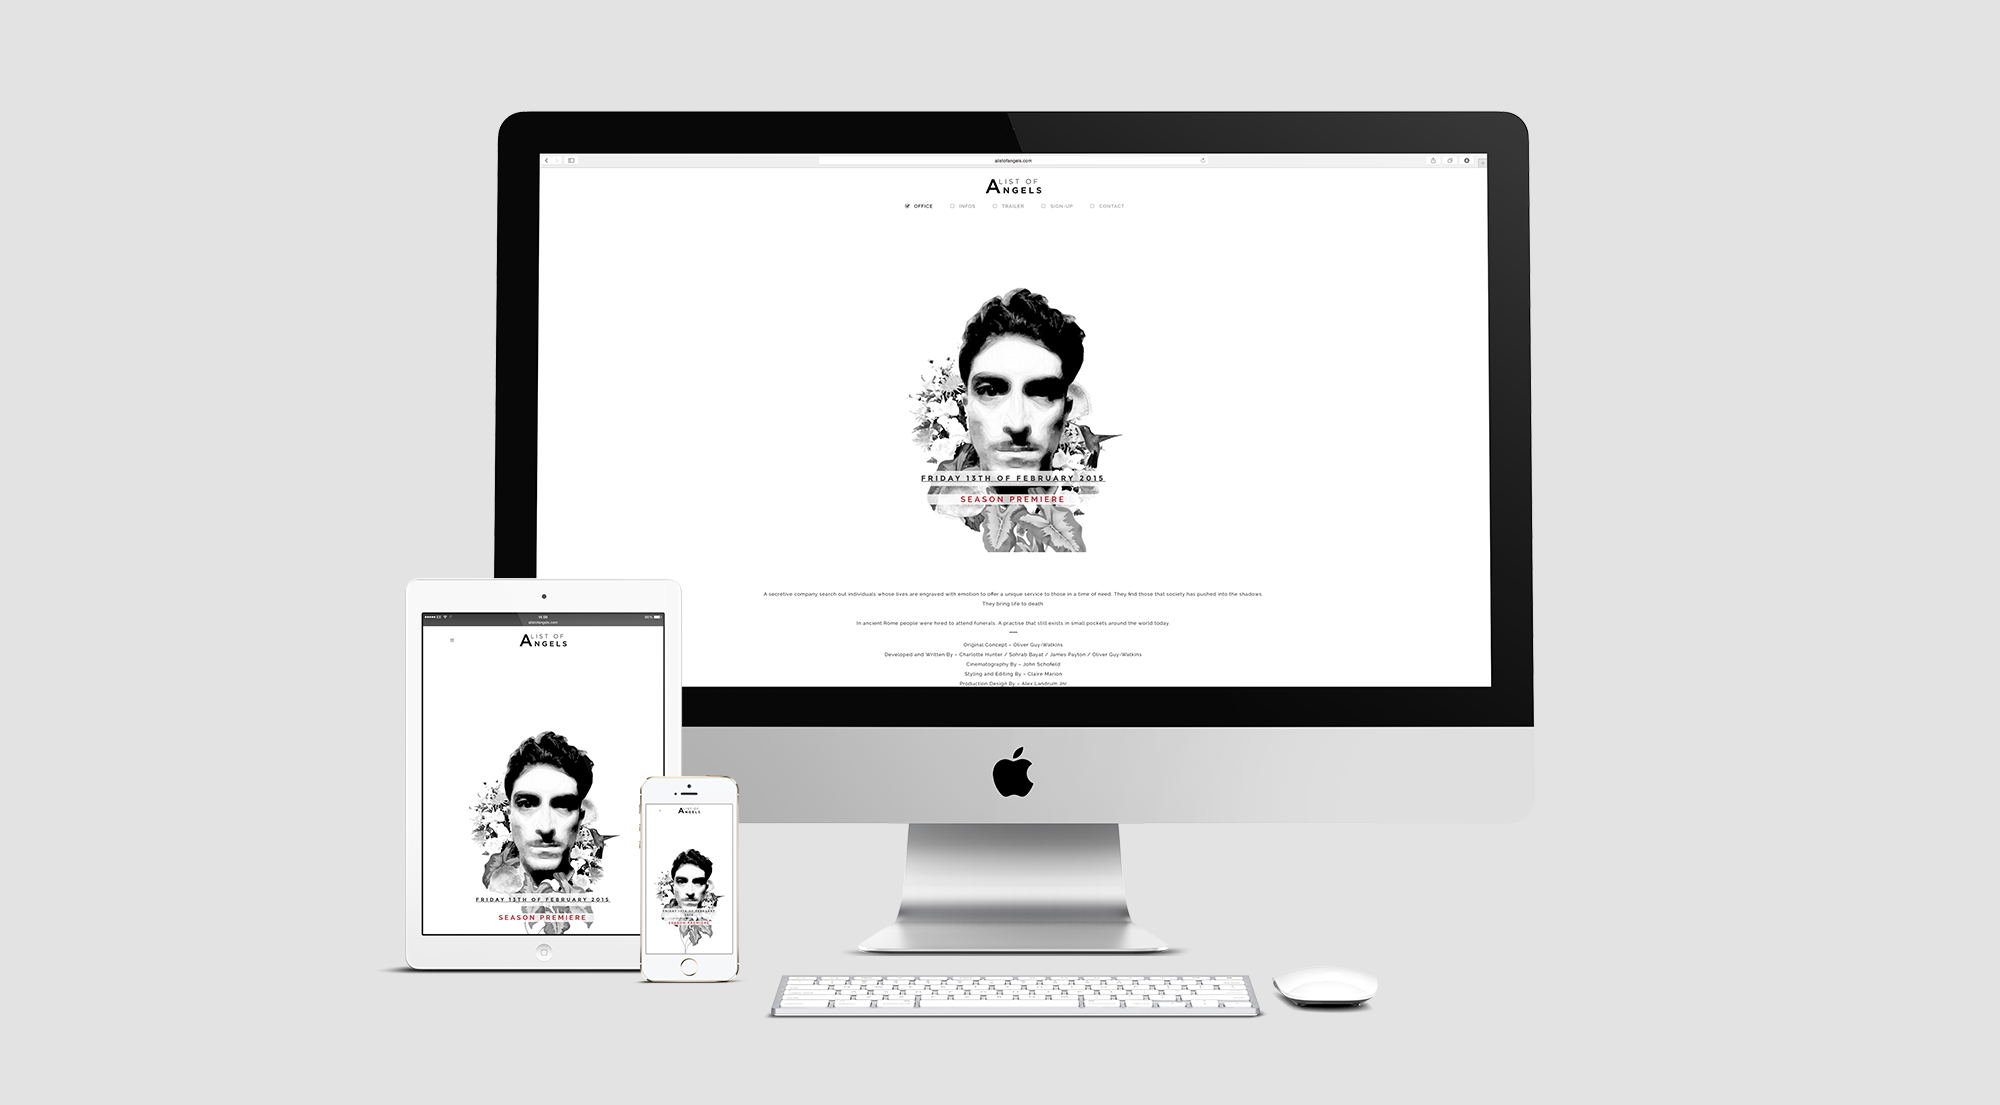 alistofangels.com
A LIST OF
ANGELS
OFFICE INFOS TRAILER SIGN-UP CONTACT
FRIDAY 13TH OF FEBRUARY 2015
SEASON PREMIERE
A secretive company search out individuals whose lives are engraved with emotion to offer a unique service to those in a time of need. They find those that society has pushed into the shadows.
They bring life to death.
In ancient Rome people were hired to attend funerals. A practise that still exists in small pockets around the world today.
Original Concept – Oliver Guy-Watkins
Developed and Written By – Charlotte Hunter / Sohrab Bayat / James Payton / Oliver Guy-Watkins
Cinematography By – John Schofield
Styling and Editing By – Claire Marion
Production Design By – Alex Landrum Jnr
alistofangels.com
A LIST OF
ANGELS
FRIDAY 13TH OF FEBRUARY 2015
SEASON PREMIERE
A LIST OF
ANGELS
FRIDAY 13TH OF FEBRUARY
2015
SEASON PREMIERE